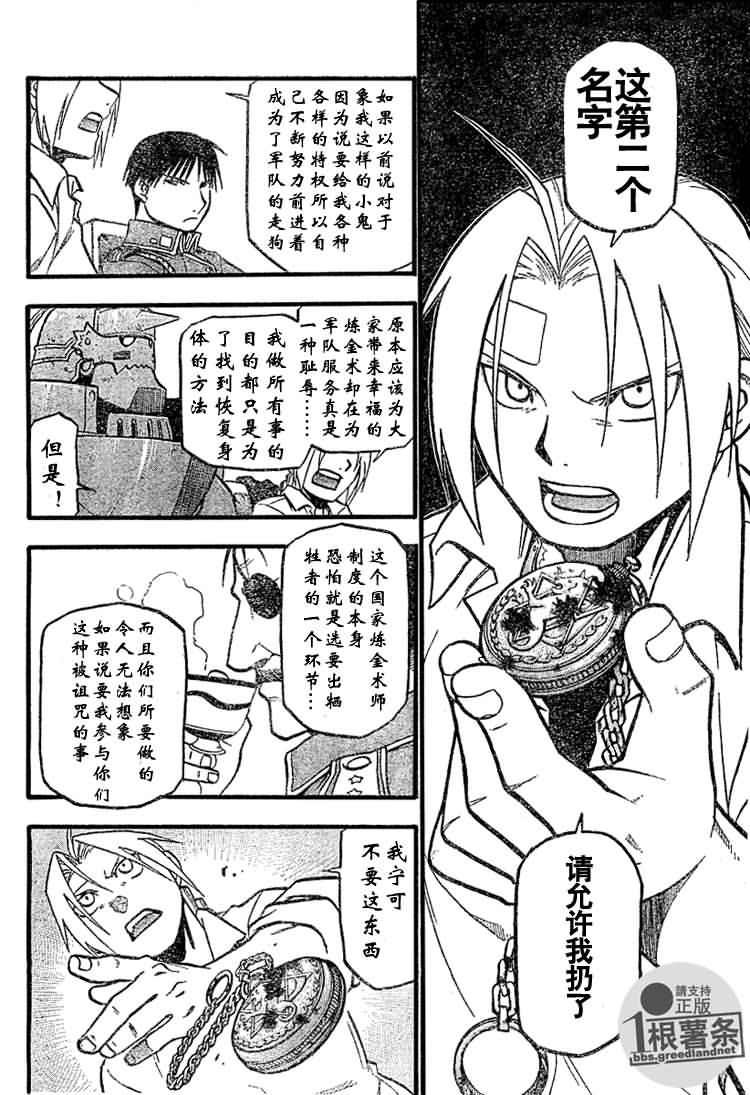 这第二个
名字
请允许我扔了
如果以前说对于
象我这样的小鬼
因为说要给我各种
各样的特权所以自
己不断努力前进着
成为了军队的走狗
原本应该为大
家带来幸福的
炼金术却在为
军队服务真是
一种耻辱……
我做所有事的
目的都只是为
了找到恢复身
体的方法
但是！
这个国家炼金术师
制度的本身
恐怕就是选要出牺
牲者的一个环节…
而且你们所要做的
令人无法想象
如果说要我参与你们
这种被诅咒的事
我宁可
不要这东西
請支持
正版
1根薯条
bbs.greedland.net